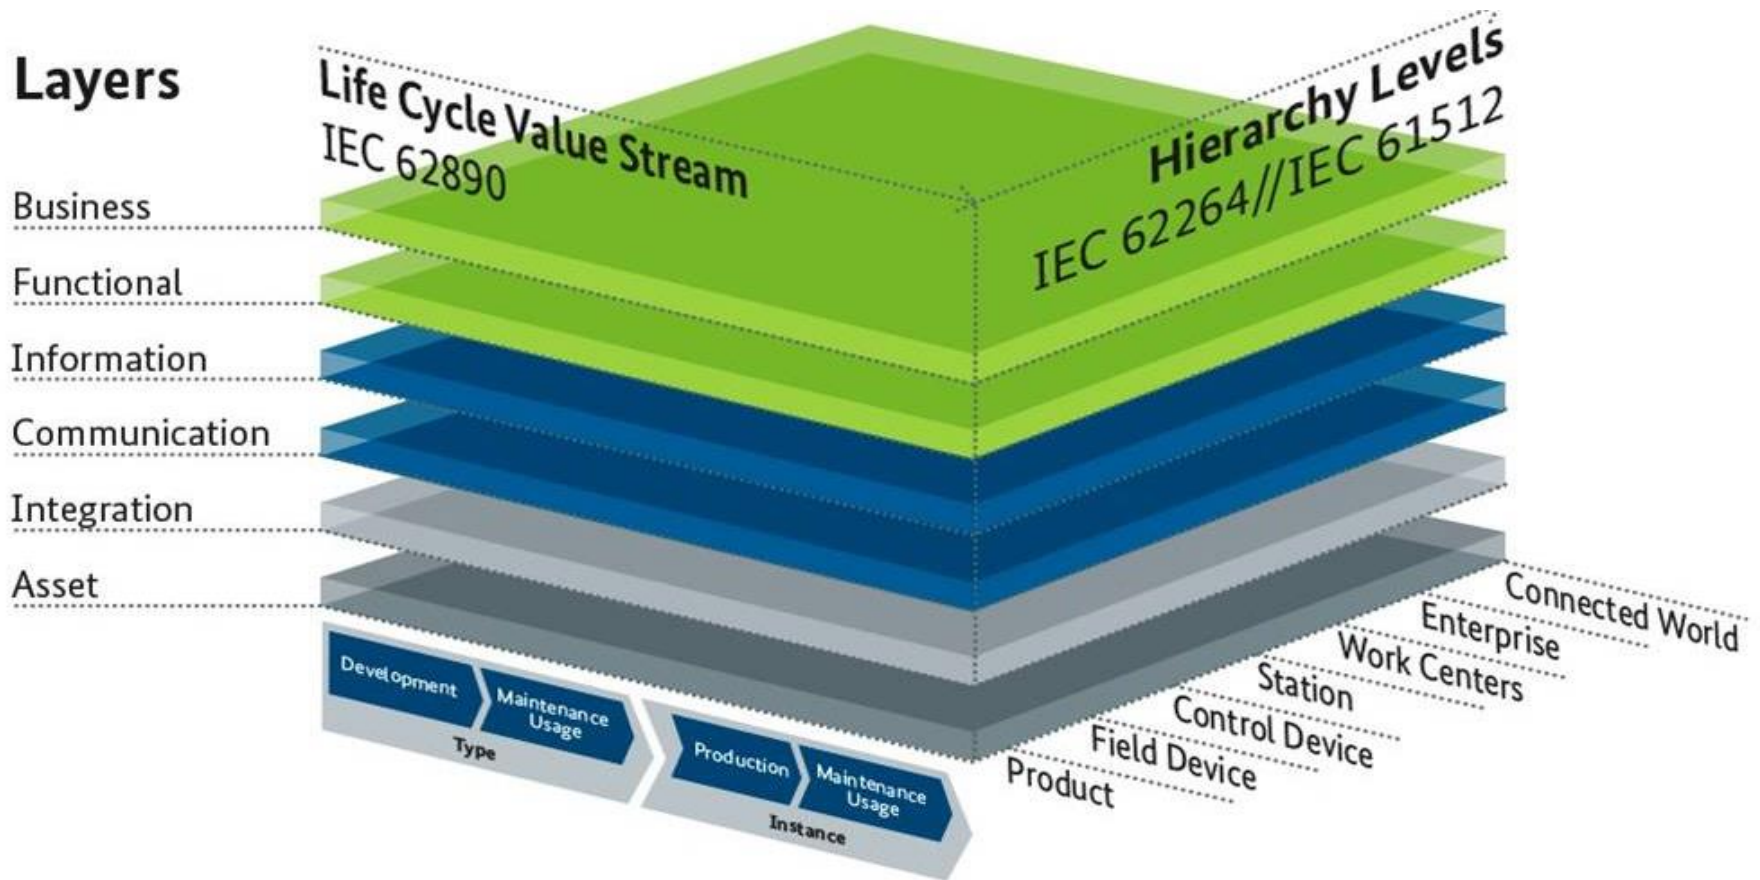 Layers
Life Cycle Value Stream
IEC 62890
Hierarchy Levels
IEC 62264//IEC 61512
Business
Functional
Information
Communication
Integration
Asset
Development
Maintenance
Usage
Type
Production
Maintenance
Usage
Instance
Connected World
Enterprise
Work Centers
Station
Control Device
Field Device
Product